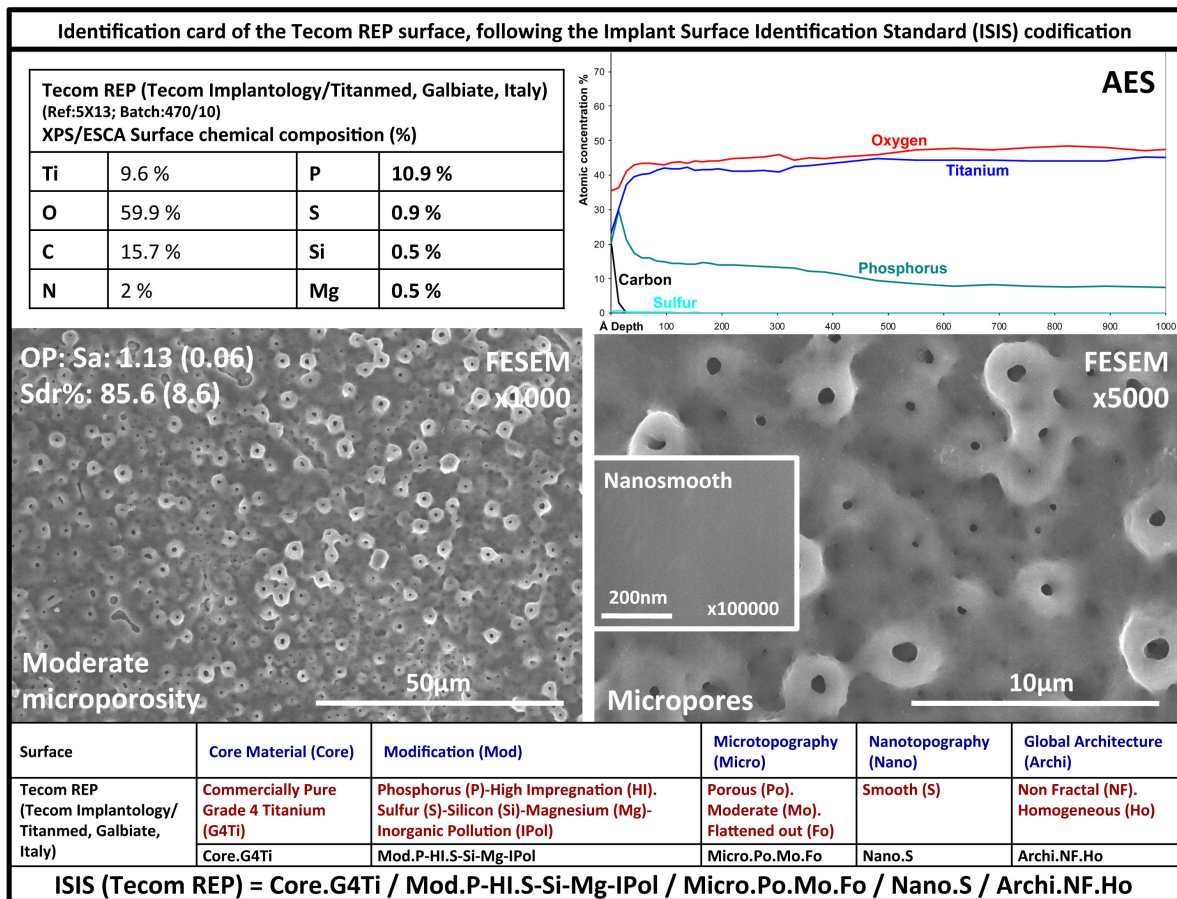 Identification card of the Tecom REP surface, following the Implant Surface Identification Standard (ISIS) codification
Tecom REP (Tecom Implantology/Titanmed, Galbiate, Italy)
(Ref:5X13; Batch:470/10)
XPS/ESCA Surface chemical composition (%)
Ti 9.6 % P 10.9 %
O 59.9 % S 0.9 %
C 15.7 % Si 0.5 %
N 2 % Mg 0.5 %
AES
Atomic concentration %
70
60
50
40
30
20
10
0
Oxygen
Titanium
Phosphorus
Carbon
Sulfur
Å Depth 100 200 300 400 500 600 700 800 900 1000
OP: Sa: 1.13 (0.06)
Sdr%: 85.6 (8.6)
FESEM
x1000
Moderate
microporosity
50µm
FESEM
x5000
Nanosmooth
200nm
x100000
Micropores
10µm
Surface
Core Material (Core)
Modification (Mod)
Microtopography
(Micro)
Nanotopography
(Nano)
Global Architecture
(Archi)
Tecom REP
(Tecom Implantology/
Titanmed, Galbiate,
Italy)
Commercially Pure
Grade 4 Titanium
(G4Ti)
Phosphorus (P)-High Impregnation (HI).
Sulfur (S)-Silicon (Si)-Magnesium (Mg)-
Inorganic Pollution (IPol)
Porous (Po).
Moderate (Mo).
Flattened out (Fo)
Smooth (S)
Non Fractal (NF).
Homogeneous (Ho)
Core.G4Ti
Mod.P-HI.S-Si-Mg-IPol
Micro.Po.Mo.Fo
Nano.S
Archi.NF.Ho
ISIS (Tecom REP) = Core.G4Ti / Mod.P-HI.S-Si-Mg-IPol / Micro.Po.Mo.Fo / Nano.S / Archi.NF.Ho